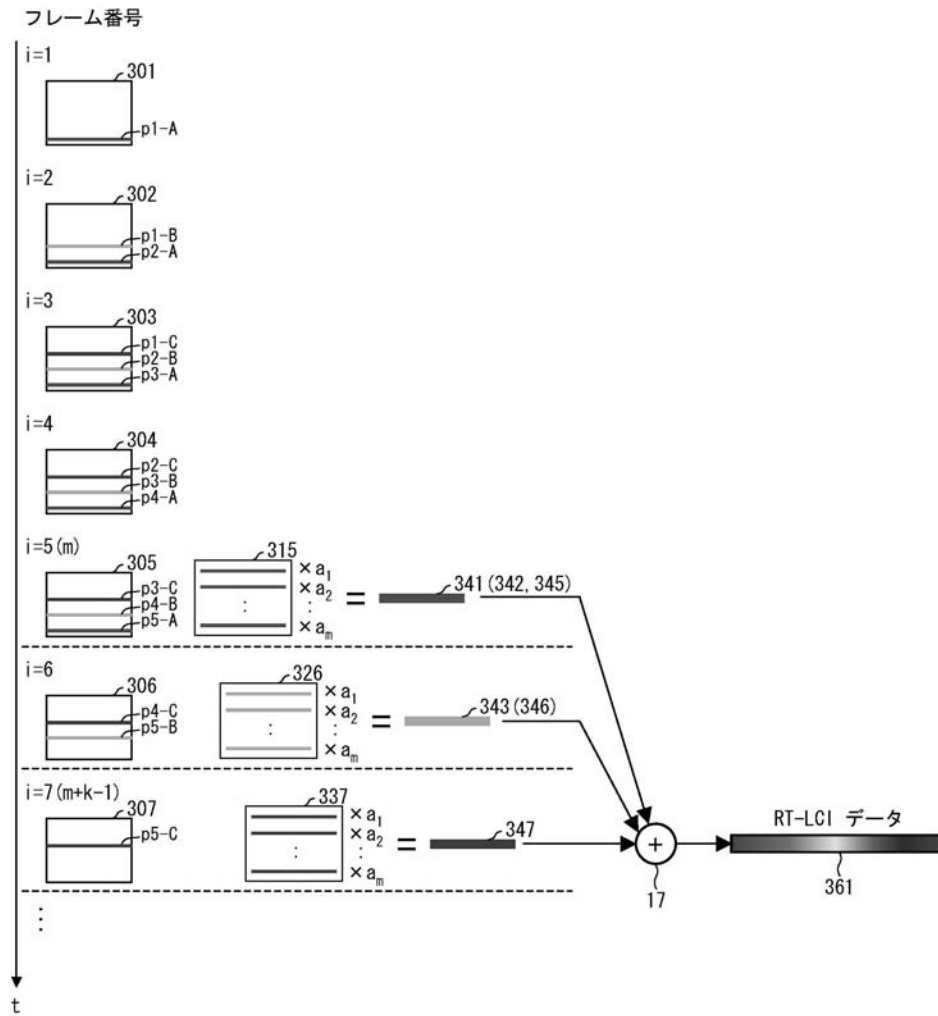 フレーム番号
i=1
301
p1-A
i=2
302
p1-B
p2-A
i=3
303
p1-C
p2-B
p3-A
i=4
304
p2-C
p3-B
p4-A
i=5(m)
305
p3-C
p4-B
p5-A
315
×a₁
×a₂
:
:
×aₘ
=
341(342, 345)
i=6
306
p4-C
p5-B
326
×a₁
×a₂
:
:
×aₘ
=
343(346)
i=7(m+k-1)
307
p5-C
337
×a₁
×a₂
:
:
×aₘ
=
347
+
17
RT-LCI データ
361
⋮
t